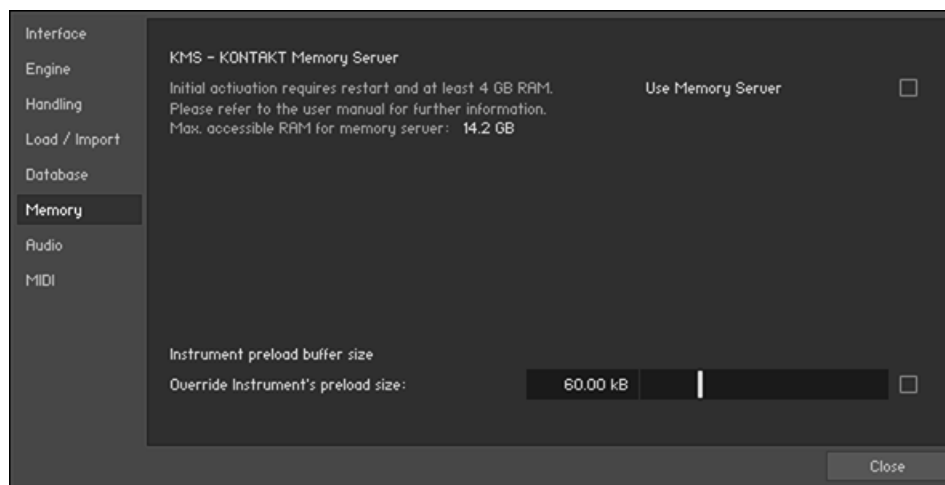 Interface
Engine
Handling
Load / Import
Database
Memory
Audio
MIDI
KMS - KONTAKT Memory Server
Initial activation requires restart and at least 4 GB RAM.
Please refer to the user manual for further information.
Max. accessible RAM for memory server: 14.2 GB
Use Memory Server
Instrument preload buffer size
Override Instrument's preload size: 60.00 kB
Close